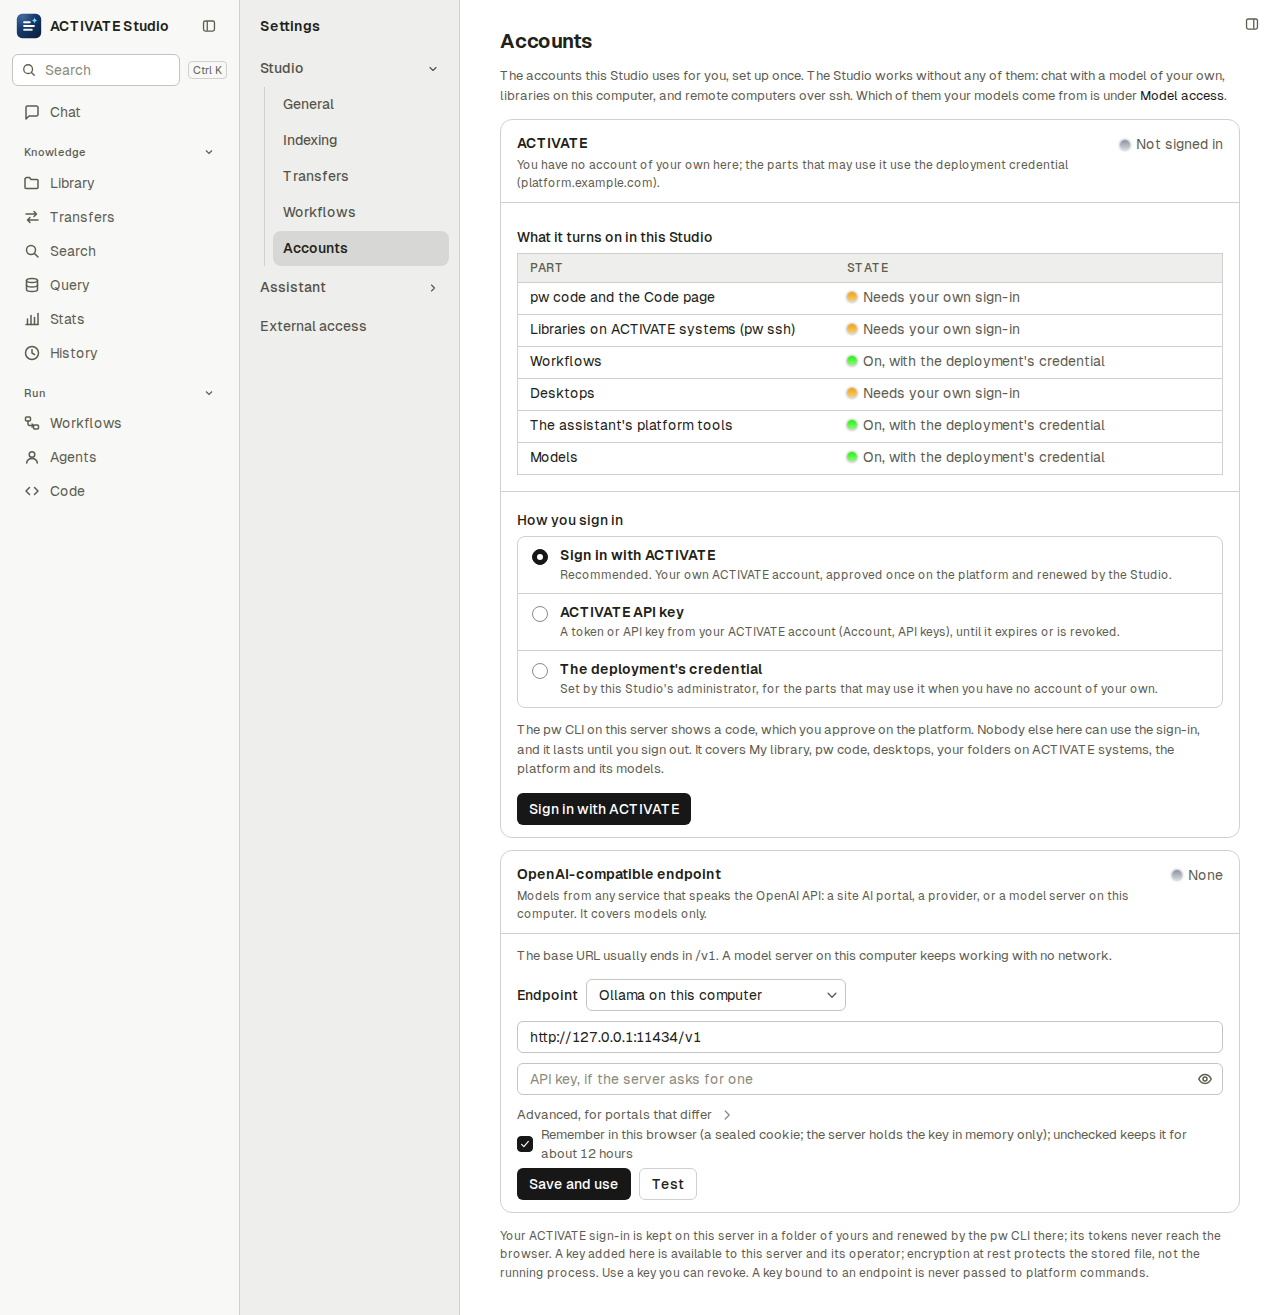 ACTIVATE Studio
Search
Ctrl K
Chat
Knowledge
Library
Transfers
Search
Query
Stats
History
Run
Workflows
Agents
Code
Settings
Studio
General
Indexing
Transfers
Workflows
Accounts
Assistant
External access
Accounts
The accounts this Studio uses for you, set up once. The Studio works without any of them: chat with a model of your own,
libraries on this computer, and remote computers over ssh. Which of them your models come from is under Model access.
ACTIVATE
Not signed in
You have no account of your own here; the parts that may use it use the deployment credential
(platform.example.com).
What it turns on in this Studio
PART STATE
pw code and the Code page Needs your own sign-in
Libraries on ACTIVATE systems (pw ssh) Needs your own sign-in
Workflows On, with the deployment's credential
Desktops Needs your own sign-in
The assistant's platform tools On, with the deployment's credential
Models On, with the deployment's credential
How you sign in
Sign in with ACTIVATE
Recommended. Your own ACTIVATE account, approved once on the platform and renewed by the Studio.
ACTIVATE API key
A token or API key from your ACTIVATE account (Account, API keys), until it expires or is revoked.
The deployment's credential
Set by this Studio's administrator, for the parts that may use it when you have no account of your own.
The pw CLI on this server shows a code, which you approve on the platform. Nobody else here can use the sign-in,
and it lasts until you sign out. It covers My library, pw code, desktops, your folders on ACTIVATE systems, the
platform and its models.
Sign in with ACTIVATE
OpenAI-compatible endpoint
None
Models from any service that speaks the OpenAI API: a site AI portal, a provider, or a model server on this
computer. It covers models only.
The base URL usually ends in /v1. A model server on this computer keeps working with no network.
Endpoint Ollama on this computer
http://127.0.0.1:11434/v1
API key, if the server asks for one
Advanced, for portals that differ
Remember in this browser (a sealed cookie; the server holds the key in memory only); unchecked keeps it for
about 12 hours
Save and use Test
Your ACTIVATE sign-in is kept on this server in a folder of yours and renewed by the pw CLI there; its tokens never reach the
browser. A key added here is available to this server and its operator; encryption at rest protects the stored file, not the
running process. Use a key you can revoke. A key bound to an endpoint is never passed to platform commands.